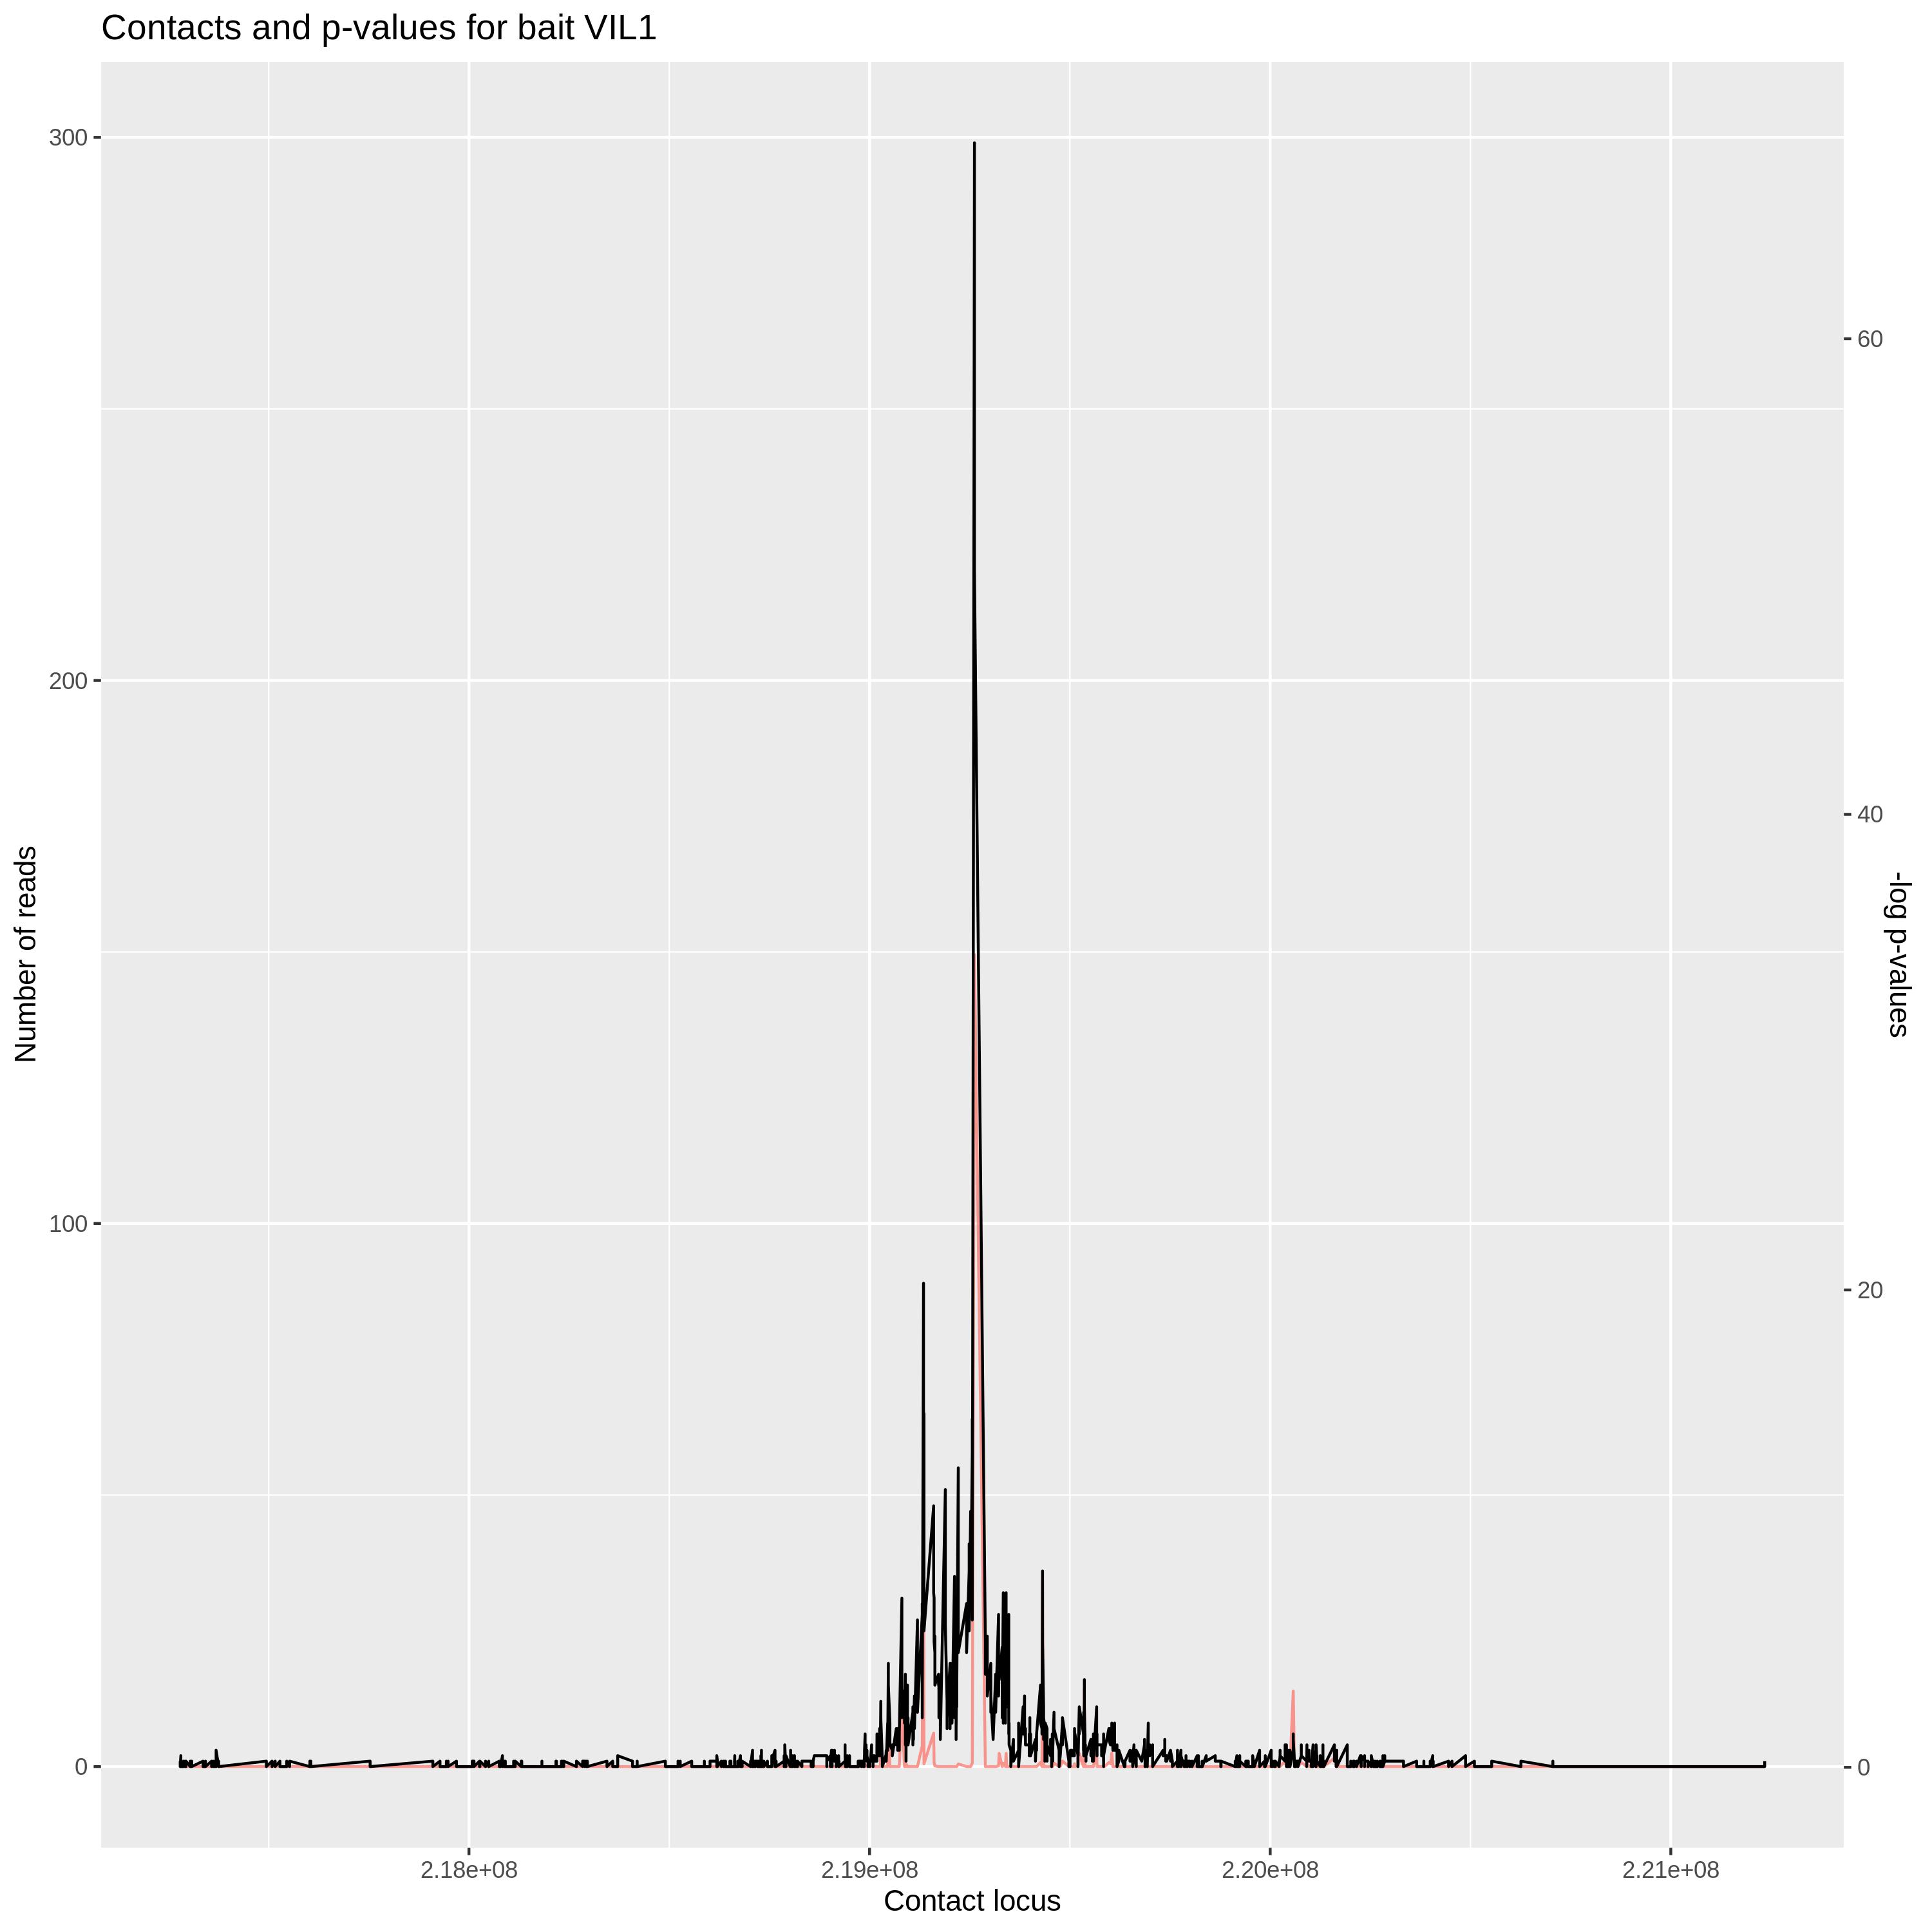 Contacts and p-values for bait VIL1
300
200
100
0
Number of reads
60
40
20
0
-log p-values
2.18e+08
2.19e+08
2.20e+08
2.21e+08
Contact locus